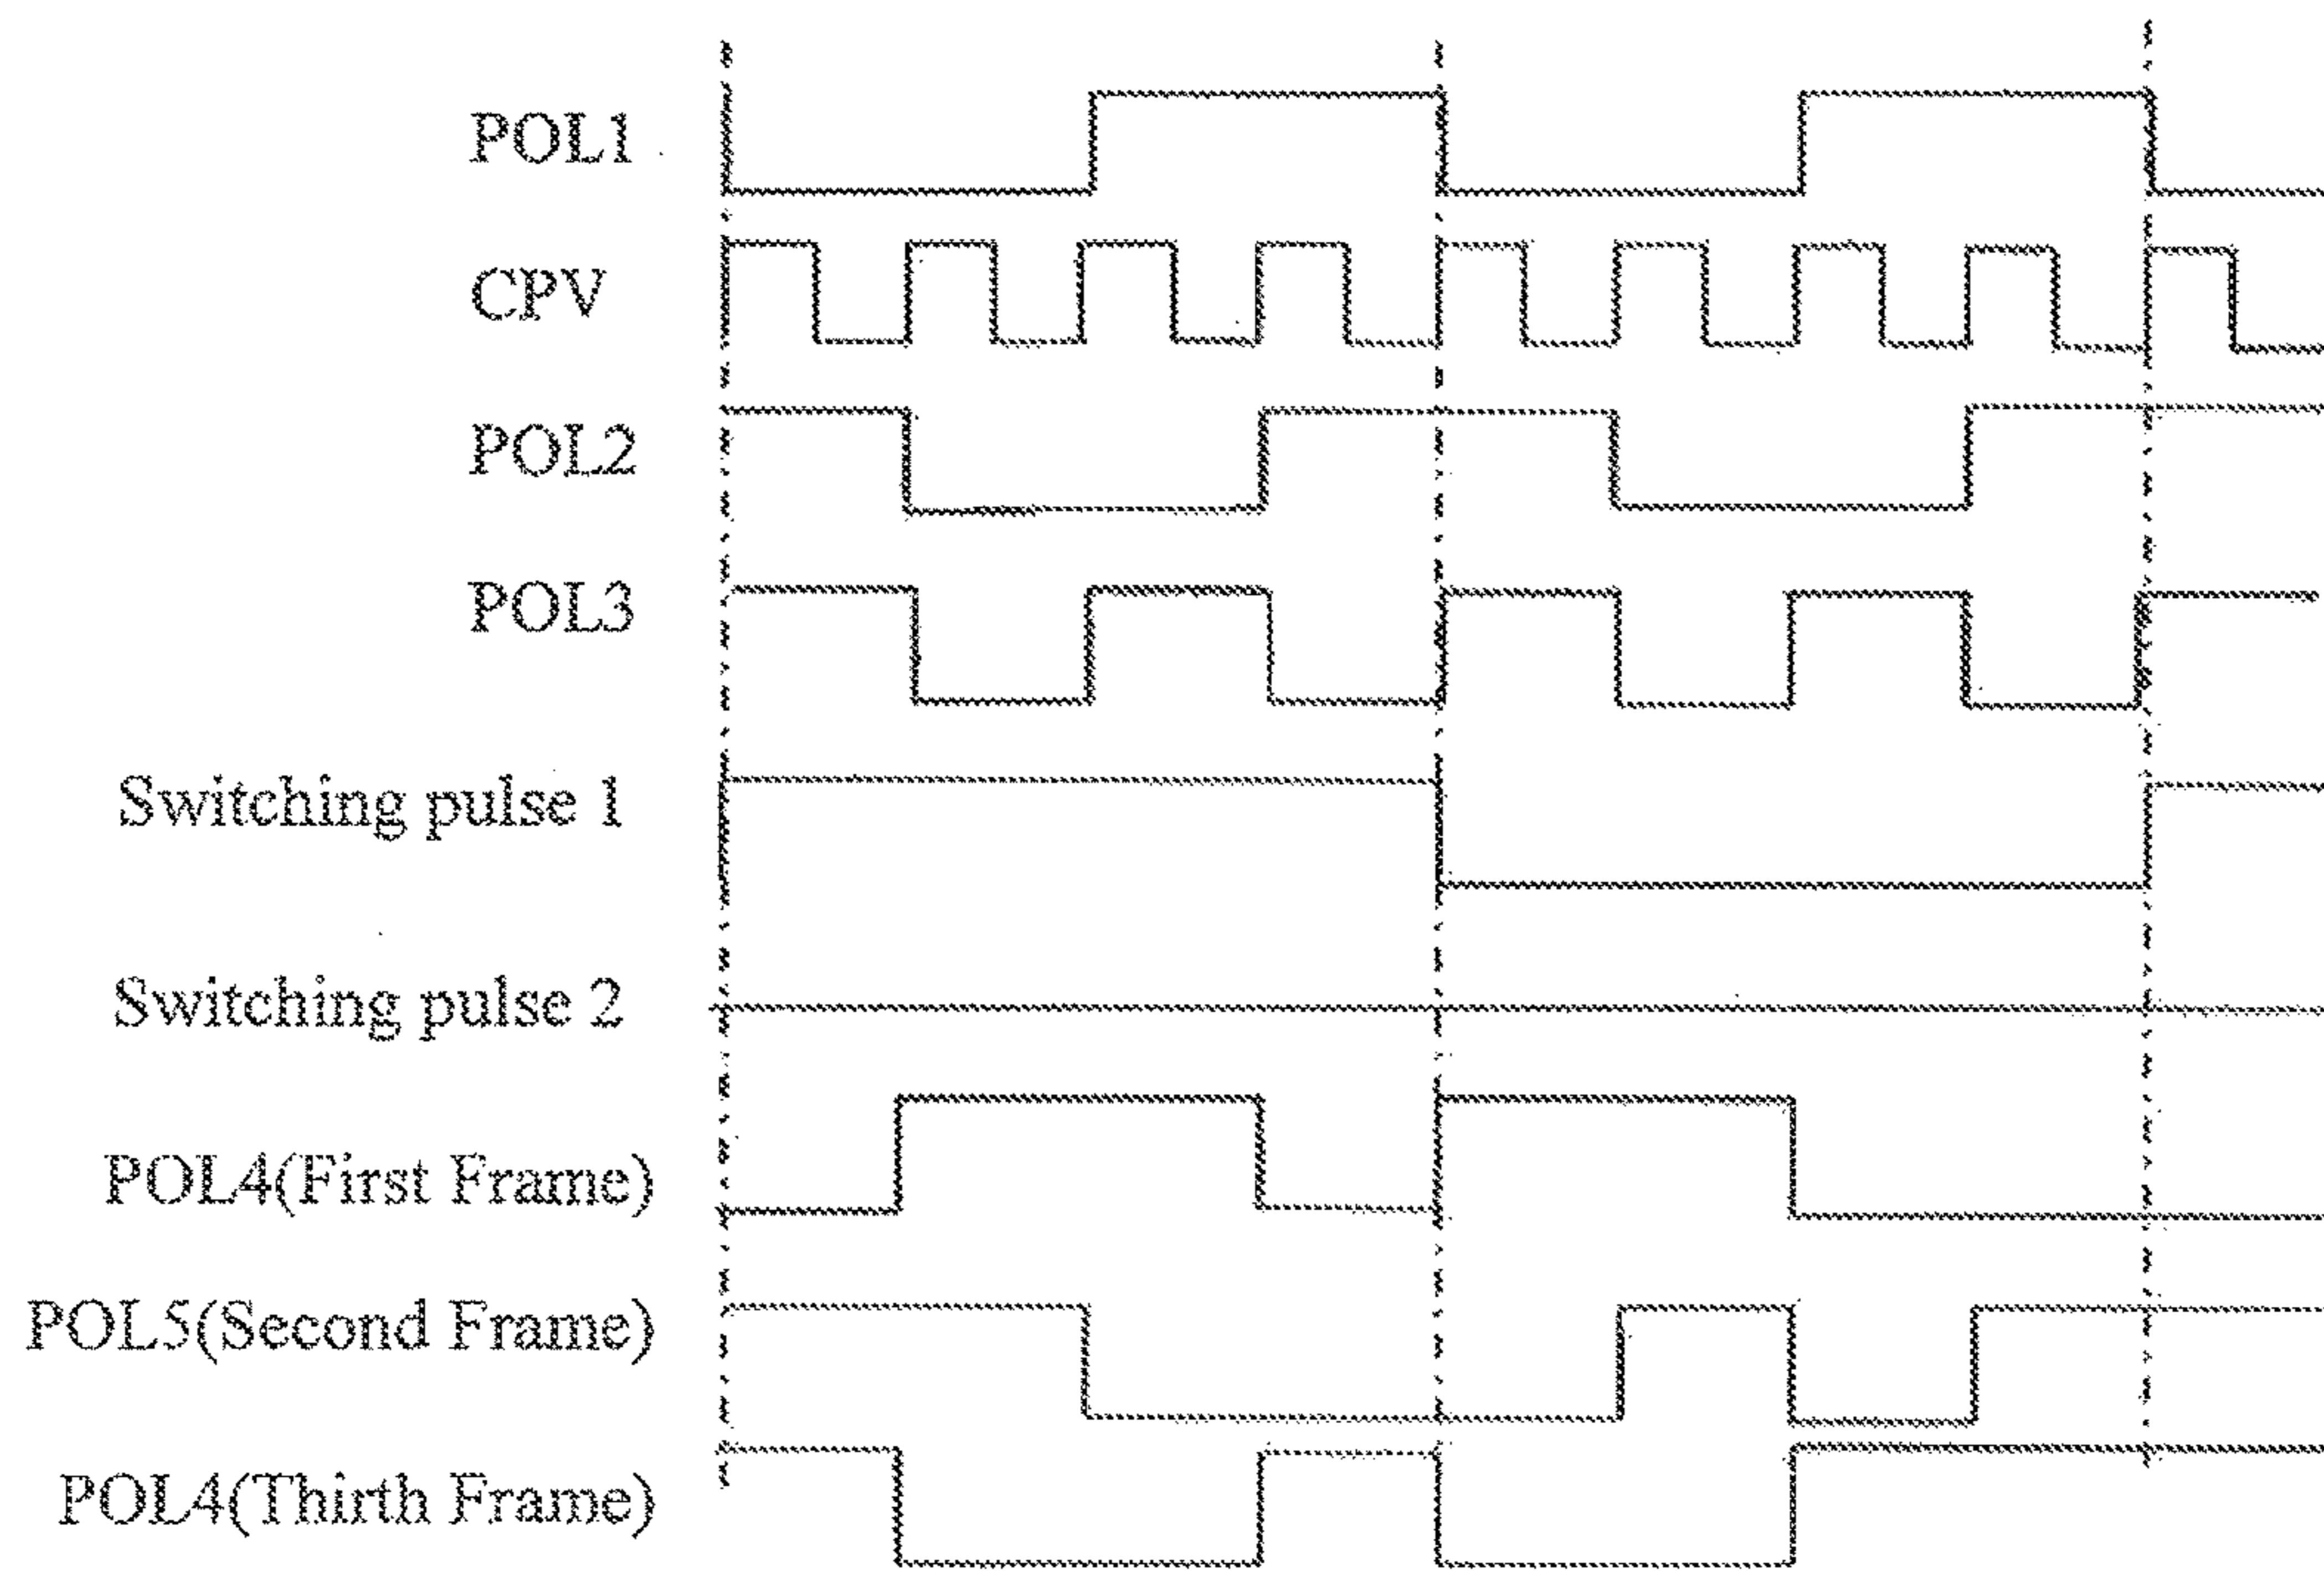 POL1
CPV
POL2
POL3
Switching pulse 1
Switching pulse 2
POL4(First Frame)
POL5(Second Frame)
POL4(Thirth Frame)